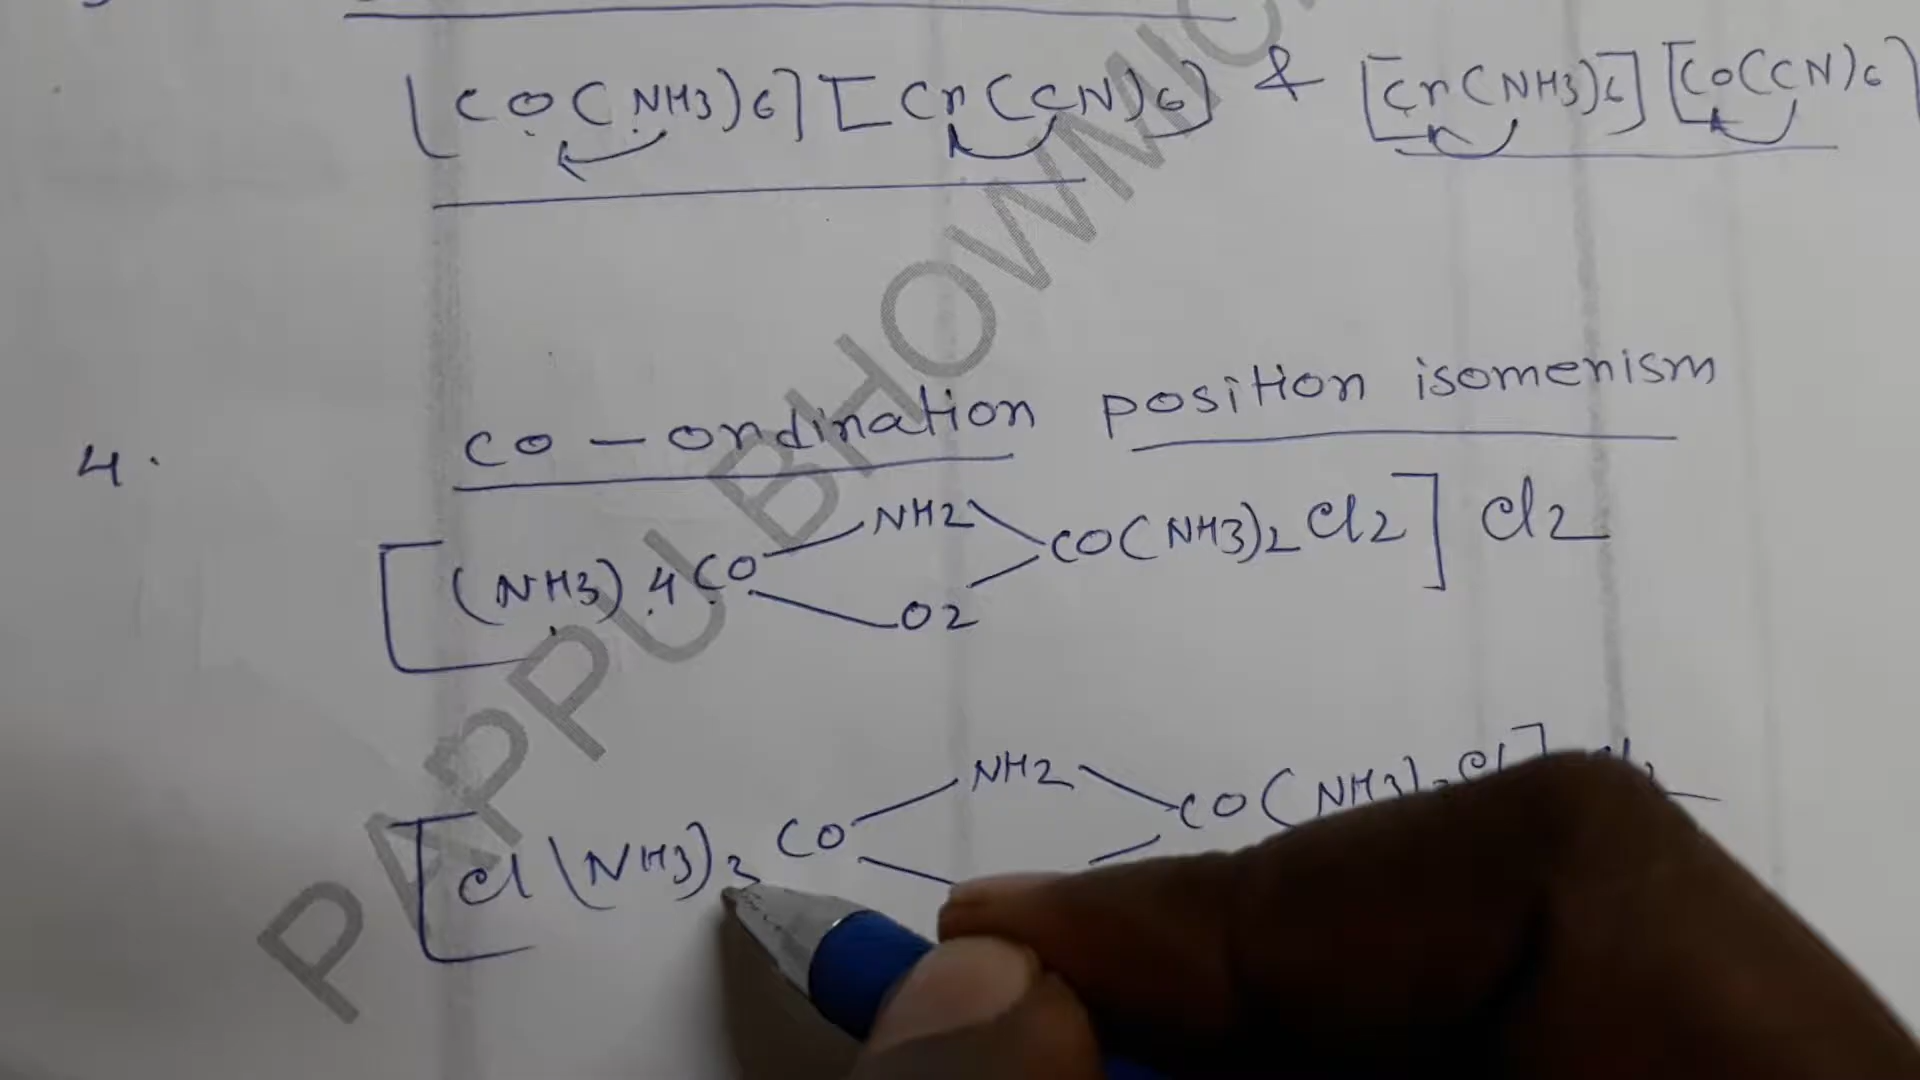 [CO(NH3)6][Cr(CN)6] & [Cr(NH3)6][CO(CN)6
4. CO-ordination position isomerism
NH2
[(NH3)4CO CO(NH3)2Cl2]Cl2
O2
NH2
[Cl(NH3)3 CO CO(NH3)
PAPPU BHOWMIC